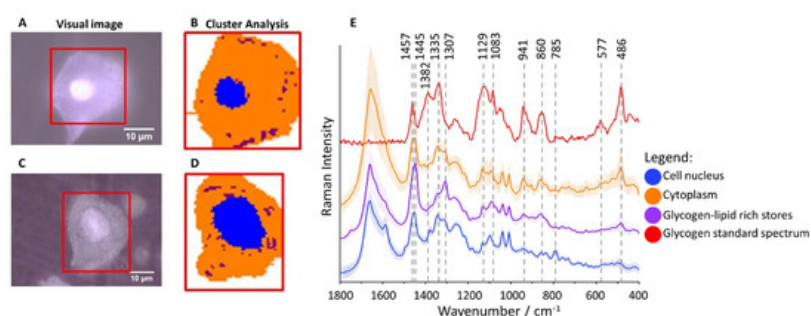 A
Visual image
B
Cluster Analysis
E
10 μm
C
D
10 μm
1457
1445
1382
1335
1307
1129
1083
941
860
785
577
486
Raman Intensity
Legend:
Cell nucleus
Cytoplasm
Glycogen-lipid rich stores
Glycogen standard spectrum
1800 1600 1400 1200 1000 800 600 400
Wavenumber / cm⁻¹